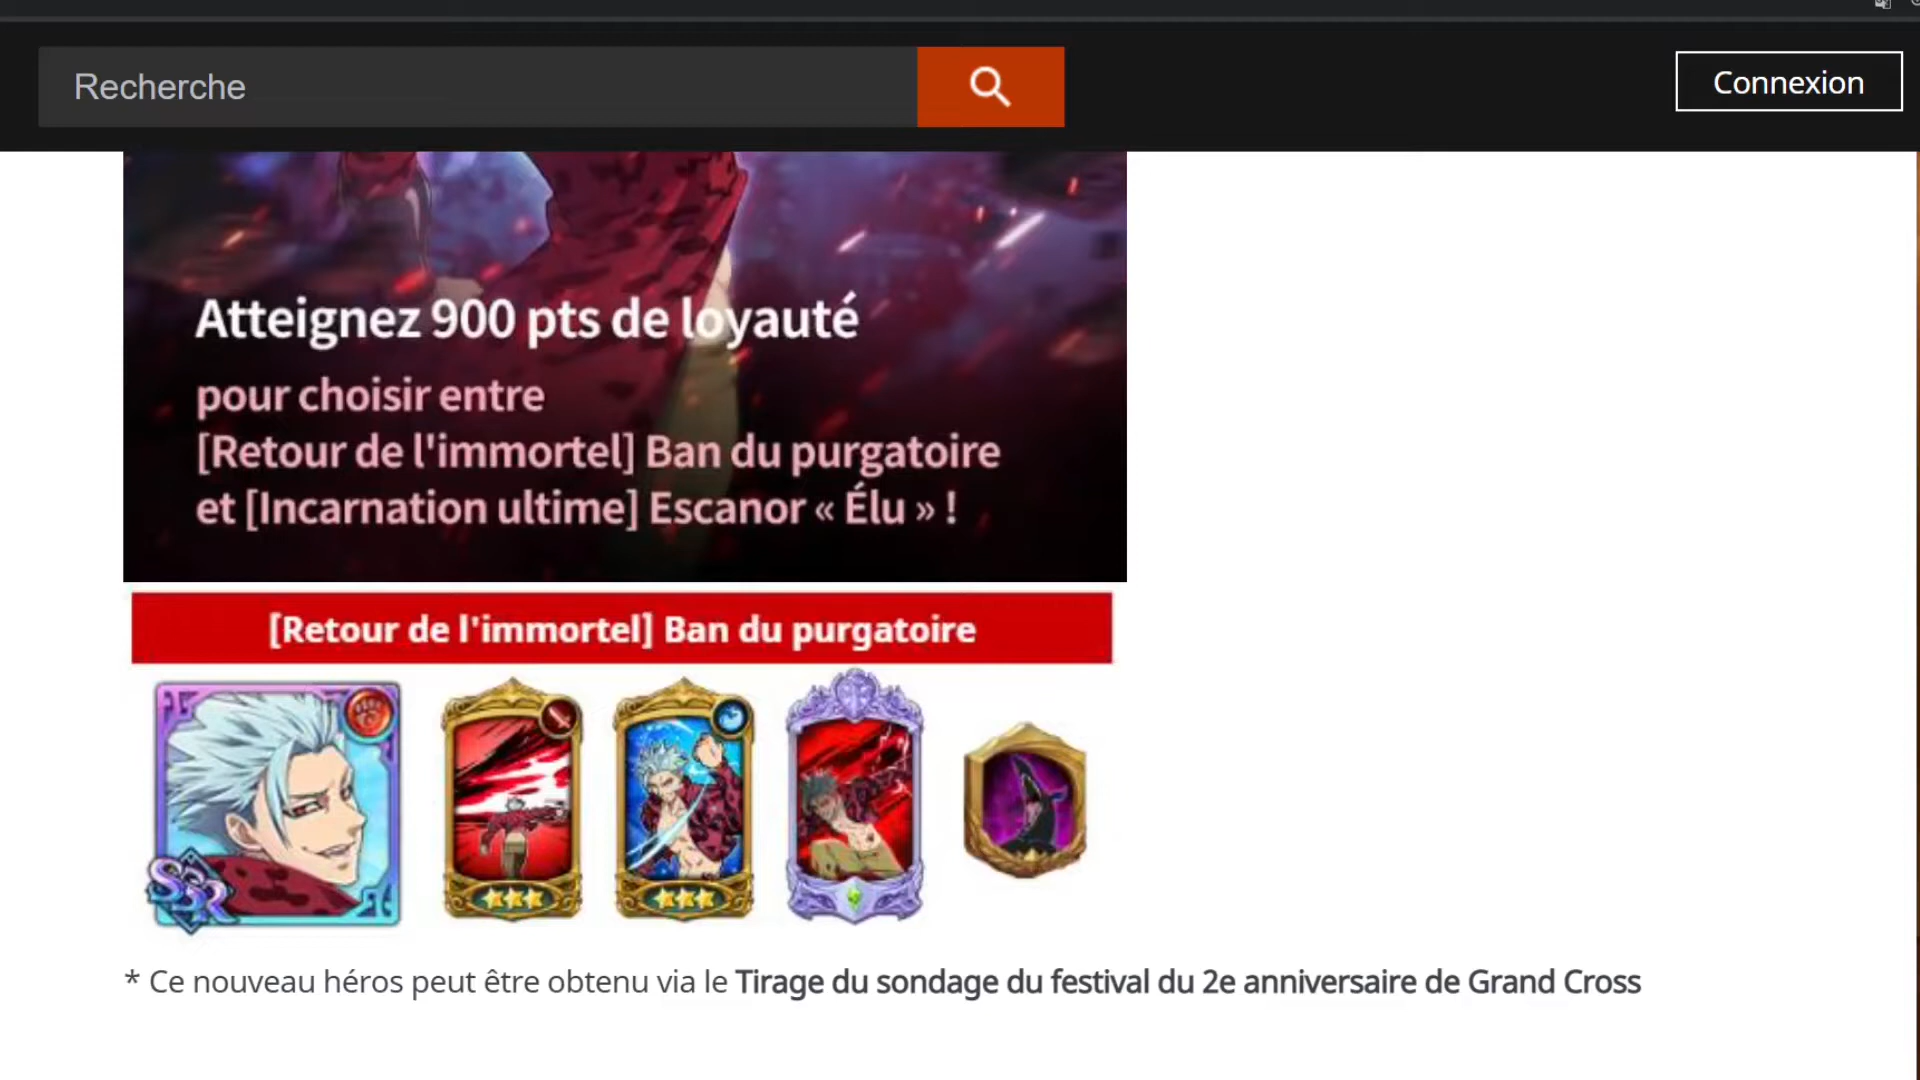 Recherche
Connexion
Atteignez 900 pts de loyauté
pour choisir entre
[Retour de l'immortel] Ban du purgatoire
et [Incarnation ultime] Escanor « Élu » !
[Retour de l'immortel] Ban du purgatoire
SSR
* Ce nouveau héros peut être obtenu via le Tirage du sondage du festival du 2e anniversaire de Grand Cross